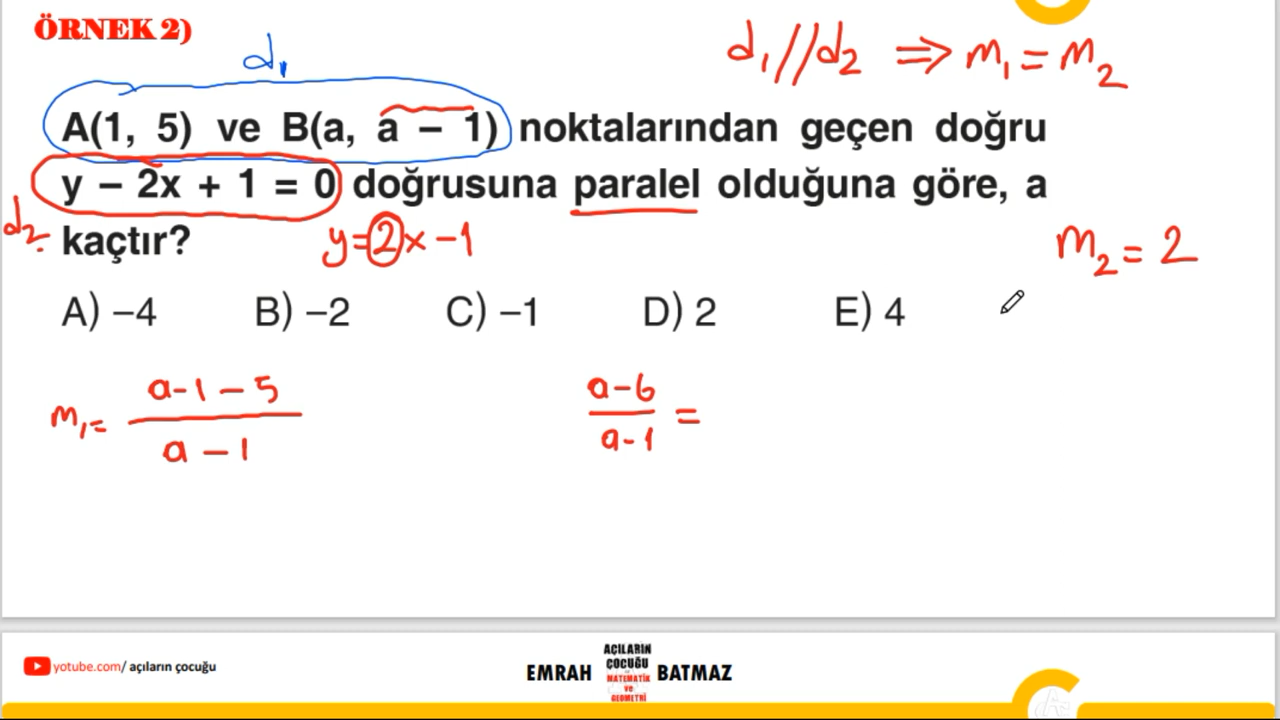 ÖRNEK 2)
d₁
d₁//d₂ ⇒ m₁ = m₂
A(1, 5) ve B(a, a – 1) noktalarından geçen doğru
y – 2x + 1 = 0 doğrusuna paralel olduğuna göre, a
d₂
kaçtır?
y=2x-1
m₂ = 2
A) –4 B) –2 C) –1 D) 2 E) 4
m₁= a-1-5 / a-1
a-6 / a-1 =
yotube.com/ açıların çocuğu
EMRAH
AÇILARIN
ÇOCUĞU
MATEMATİK
ve
GEOMETRİ
BATMAZ